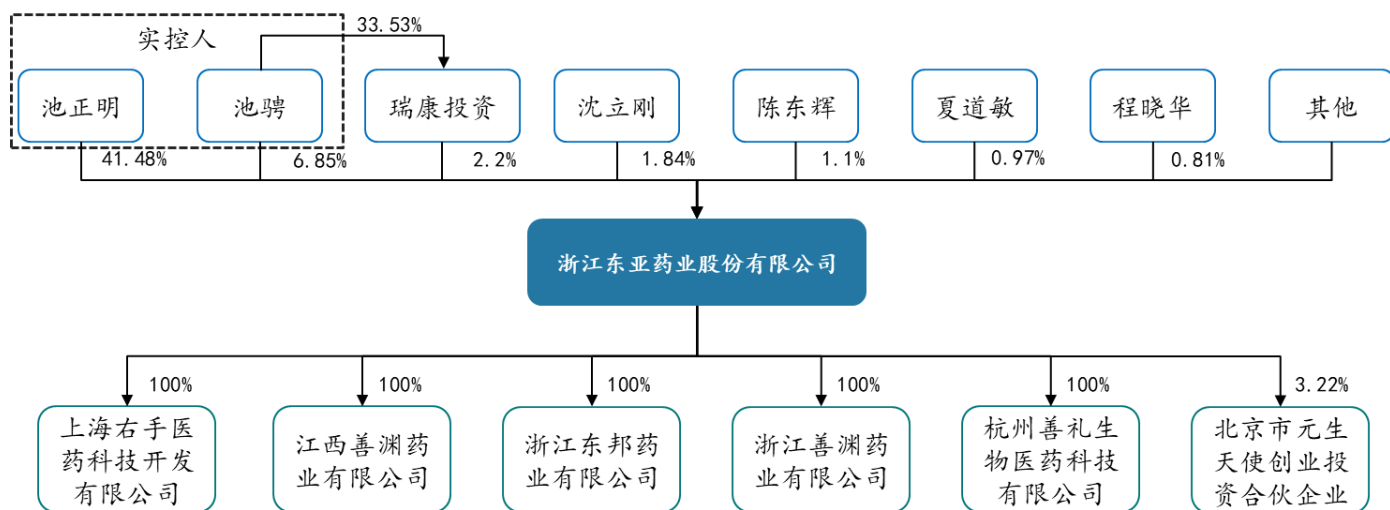 实控人
33.53%
池正明
池骋
瑞康投资
沈立刚
陈东辉
夏道敏
程晓华
其他
41.48%
6.85%
2.2%
1.84%
1.1%
0.97%
0.81%
浙江东亚药业股份有限公司
100%
100%
100%
100%
100%
3.22%
上海右手医
药科技开发
有限公司
江西善渊药
业有限公司
浙江东邦药
业有限公司
浙江善渊药
业有限公司
杭州善礼生
物医药科技
有限公司
北京市元生
天使创业投
资合伙企业